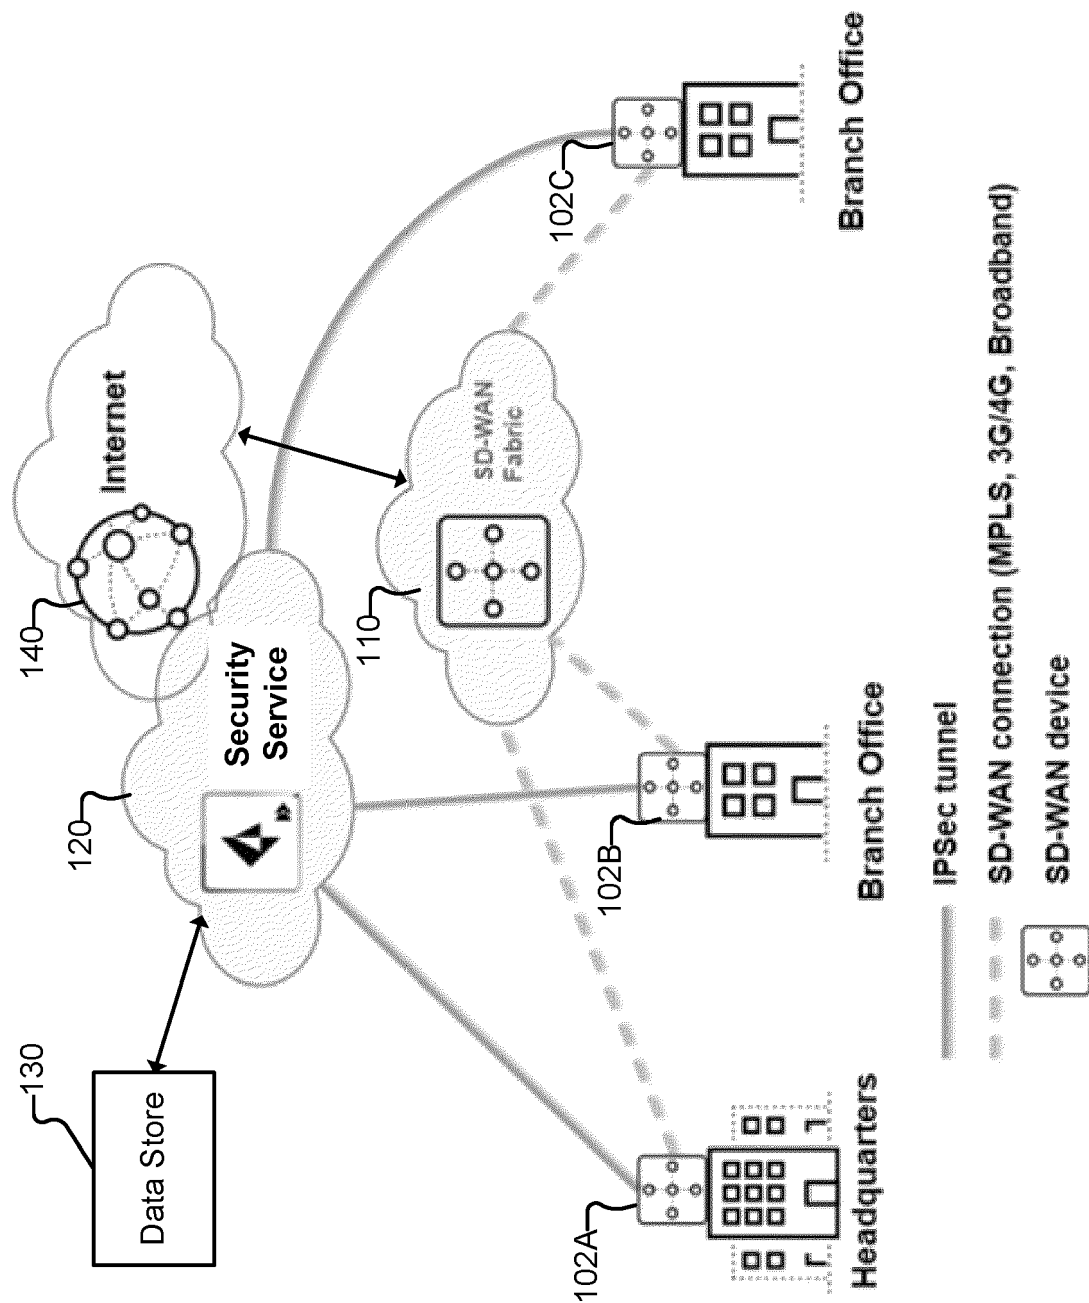 130
Data Store
120
Security
Service
140
Internet
110
SD-WAN
Fabric
102A
102B
102C
Headquarters
Branch Office
Branch Office
IPSec tunnel
SD-WAN connection (MPLS, 3G/4G, Broadband)
SD-WAN device